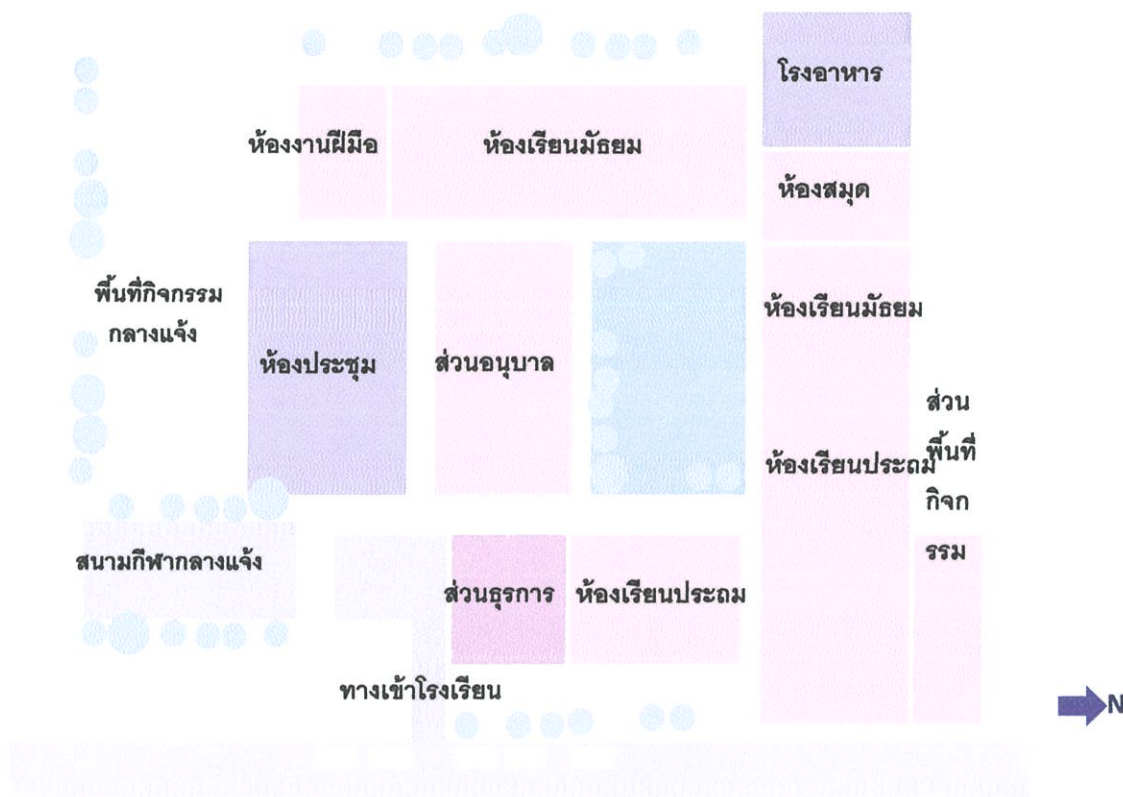 โรงอาหาร
ห้องงานฝีมือ
ห้องเรียนมัธยม
ห้องสมุด
พื้นที่กิจกรรม
กลางแจ้ง
ห้องเรียนมัธยม
ห้องประชุม
ส่วนอนุบาล
ส่วน
พื้นที่
กิจก
รรม
ห้องเรียนประถม
สนามกีฬากลางแจ้ง
ส่วนธุรการ
ห้องเรียนประถม
ทางเข้าโรงเรียน
N